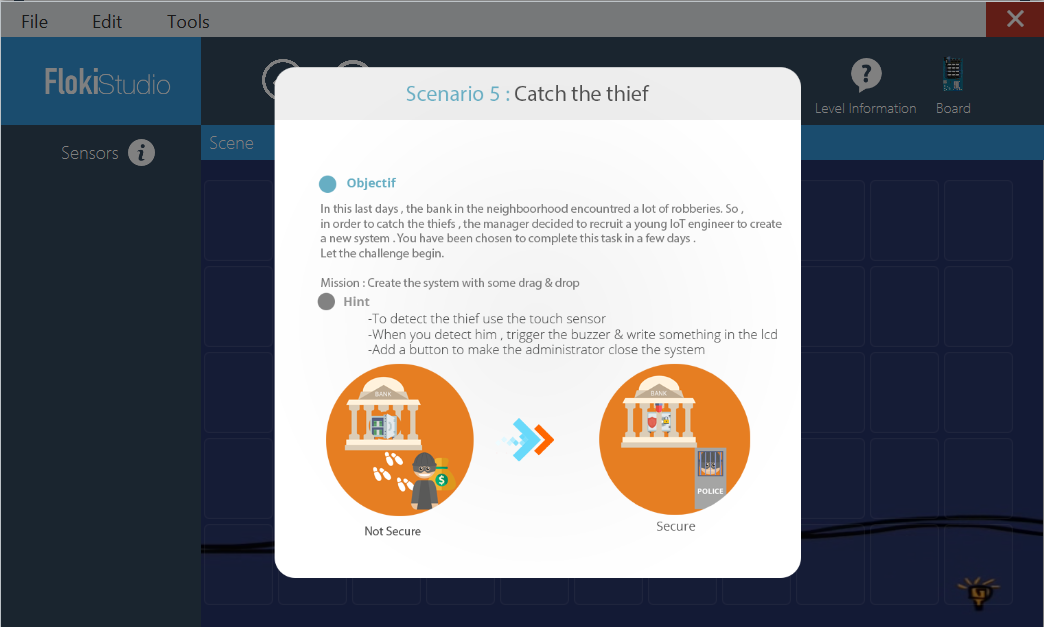 File Edit Tools
FlokiStudio
Level Information Board
Sensors i
Scene
Scenario 5 : Catch the thief
Objectif
In this last days , the bank in the neighboorhood encountred a lot of robberies. So ,
in order to catch the thiefs , the manager decided to recruit a young IoT engineer to create
a new system . You have been chosen to complete this task in a few days .
Let the challenge begin.
Mission : Create the system with some drag & drop
Hint
-To detect the thief use the touch sensor
-When you detect him , trigger the buzzer & write something in the lcd
-Add a button to make the administrator close the system
BANK
BANK
$
POLICE
Not Secure
Secure